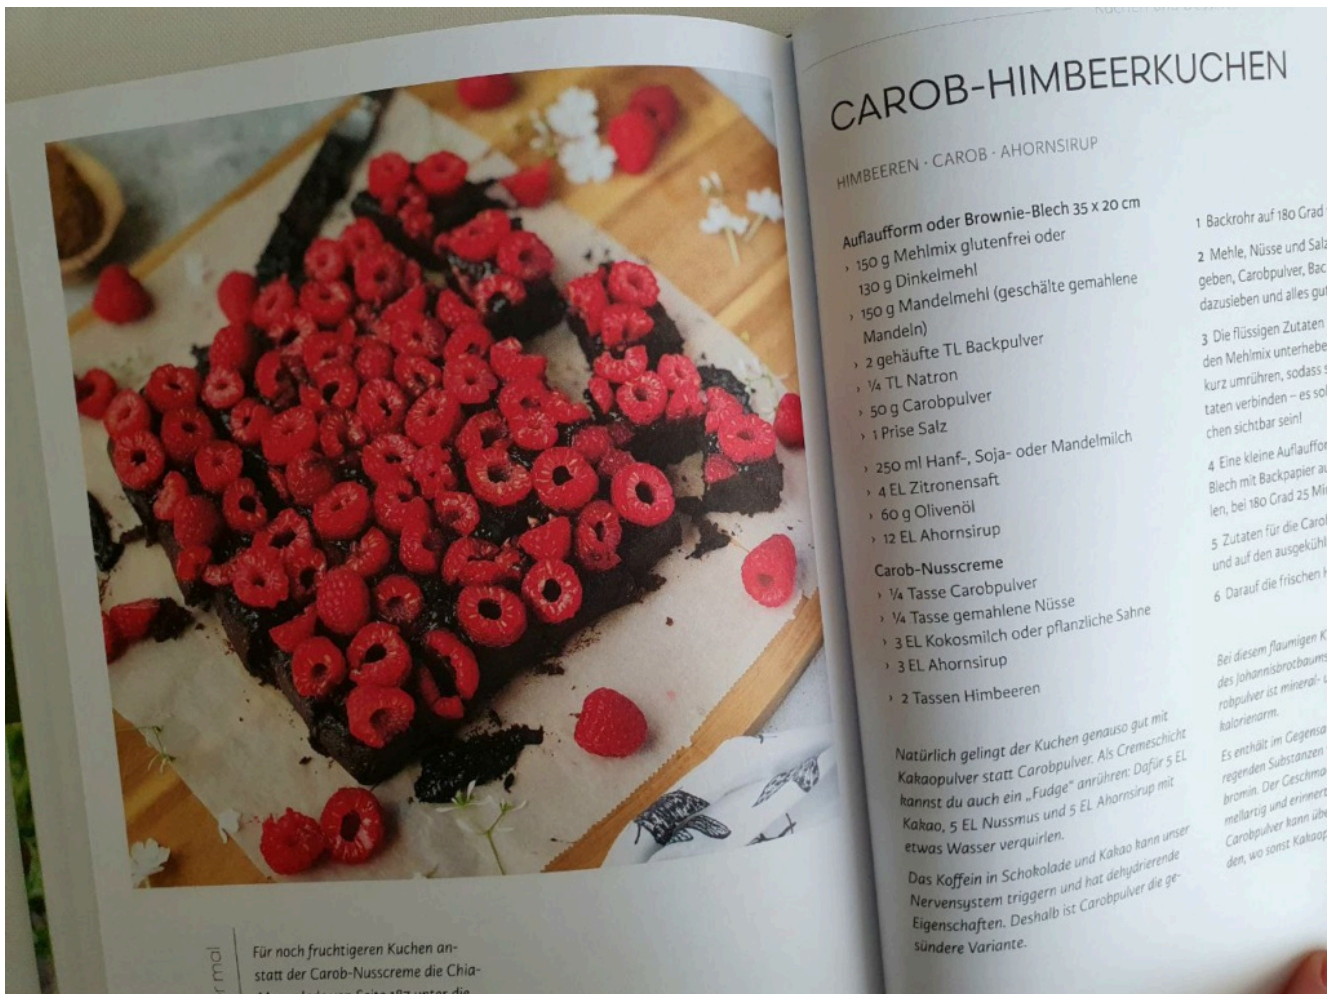 CAROB-HIMBEERKUCHEN
HIMBEEREN · CAROB · AHORNSIRUP
Auflaufform oder Brownie-Blech 35 x 20 cm
› 150 g Mehlmix glutenfrei oder
130 g Dinkelmehl
› 150 g Mandelmehl (geschälte gemahlene
Mandeln)
› 2 gehäufte TL Backpulver
› ¼ TL Natron
› 50 g Carobpulver
› 1 Prise Salz
› 250 ml Hanf-, Soja- oder Mandelmilch
› 4 EL Zitronensaft
› 60 g Olivenöl
› 12 EL Ahornsirup
Carob-Nusscreme
› ¼ Tasse Carobpulver
› ¼ Tasse gemahlene Nüsse
› 3 EL Kokosmilch oder pflanzliche Sahne
› 3 EL Ahornsirup
› 2 Tassen Himbeeren
Natürlich gelingt der Kuchen genauso gut mit
Kakaopulver statt Carobpulver. Als Cremeschicht
kannst du auch ein „Fudge“ anrühren: Dafür 5 EL
Kakao, 5 EL Nussmus und 5 EL Ahornsirup mit
etwas Wasser verquirlen.
Das Koffein in Schokolade und Kakao kann unser
Nervensystem triggern und hat dehydrierende
Eigenschaften. Deshalb ist Carobpulver die ge-
sündere Variante.
1 Backrohr auf 180 Grad
2 Mehle, Nüsse und Salz
geben, Carobpulver, Bac
dazusieben und alles gut
3 Die flüssigen Zutaten
den Mehlmix unterhebe
kurz umrühren, sodass s
taten verbinden – es sol
chen sichtbar sein!
4 Eine kleine Auflauffor
Blech mit Backpapier au
len, bei 180 Grad 25 Mi
5 Zutaten für die Carol
und auf den ausgekühl
6 Darauf die frischen H
Bei diesem flaumigen K
des Johannisbrotbaums
robpulver ist mineral- u
kalorienarm.
Es enthält im Gegensa
regenden Substanzen
bromin. Der Geschma
mellartig und erinnert
Carobpulver kann übe
den, wo sonst Kakaop
r mal
Für noch fruchtigeren Kuchen an-
statt der Carob-Nusscreme die Chia-